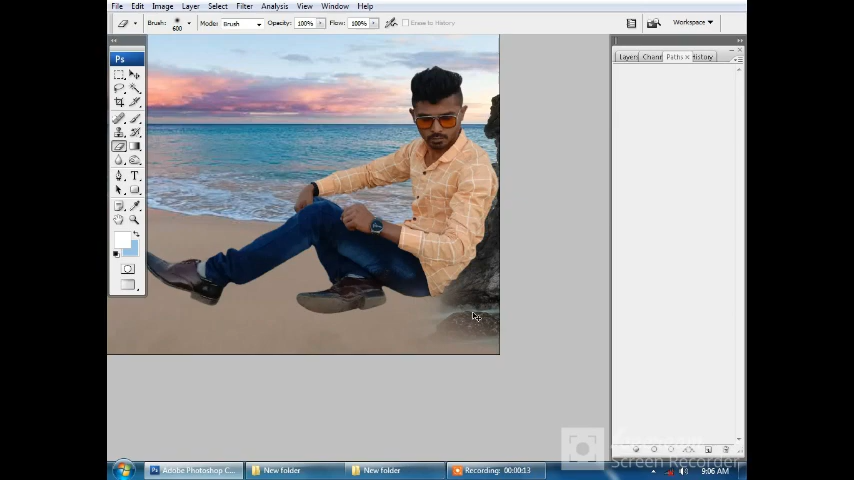 File Edit Image Layer Select Filter Analysis View Window Help
Brush: 600 Mode: Brush Opacity: 100% Flow: 100% Erase to History Workspace
Ps
Layers Chann Paths × History
T
Screen Recorder
Adobe Photoshop C... New folder New folder Recording: 00:00:13 9:06 AM